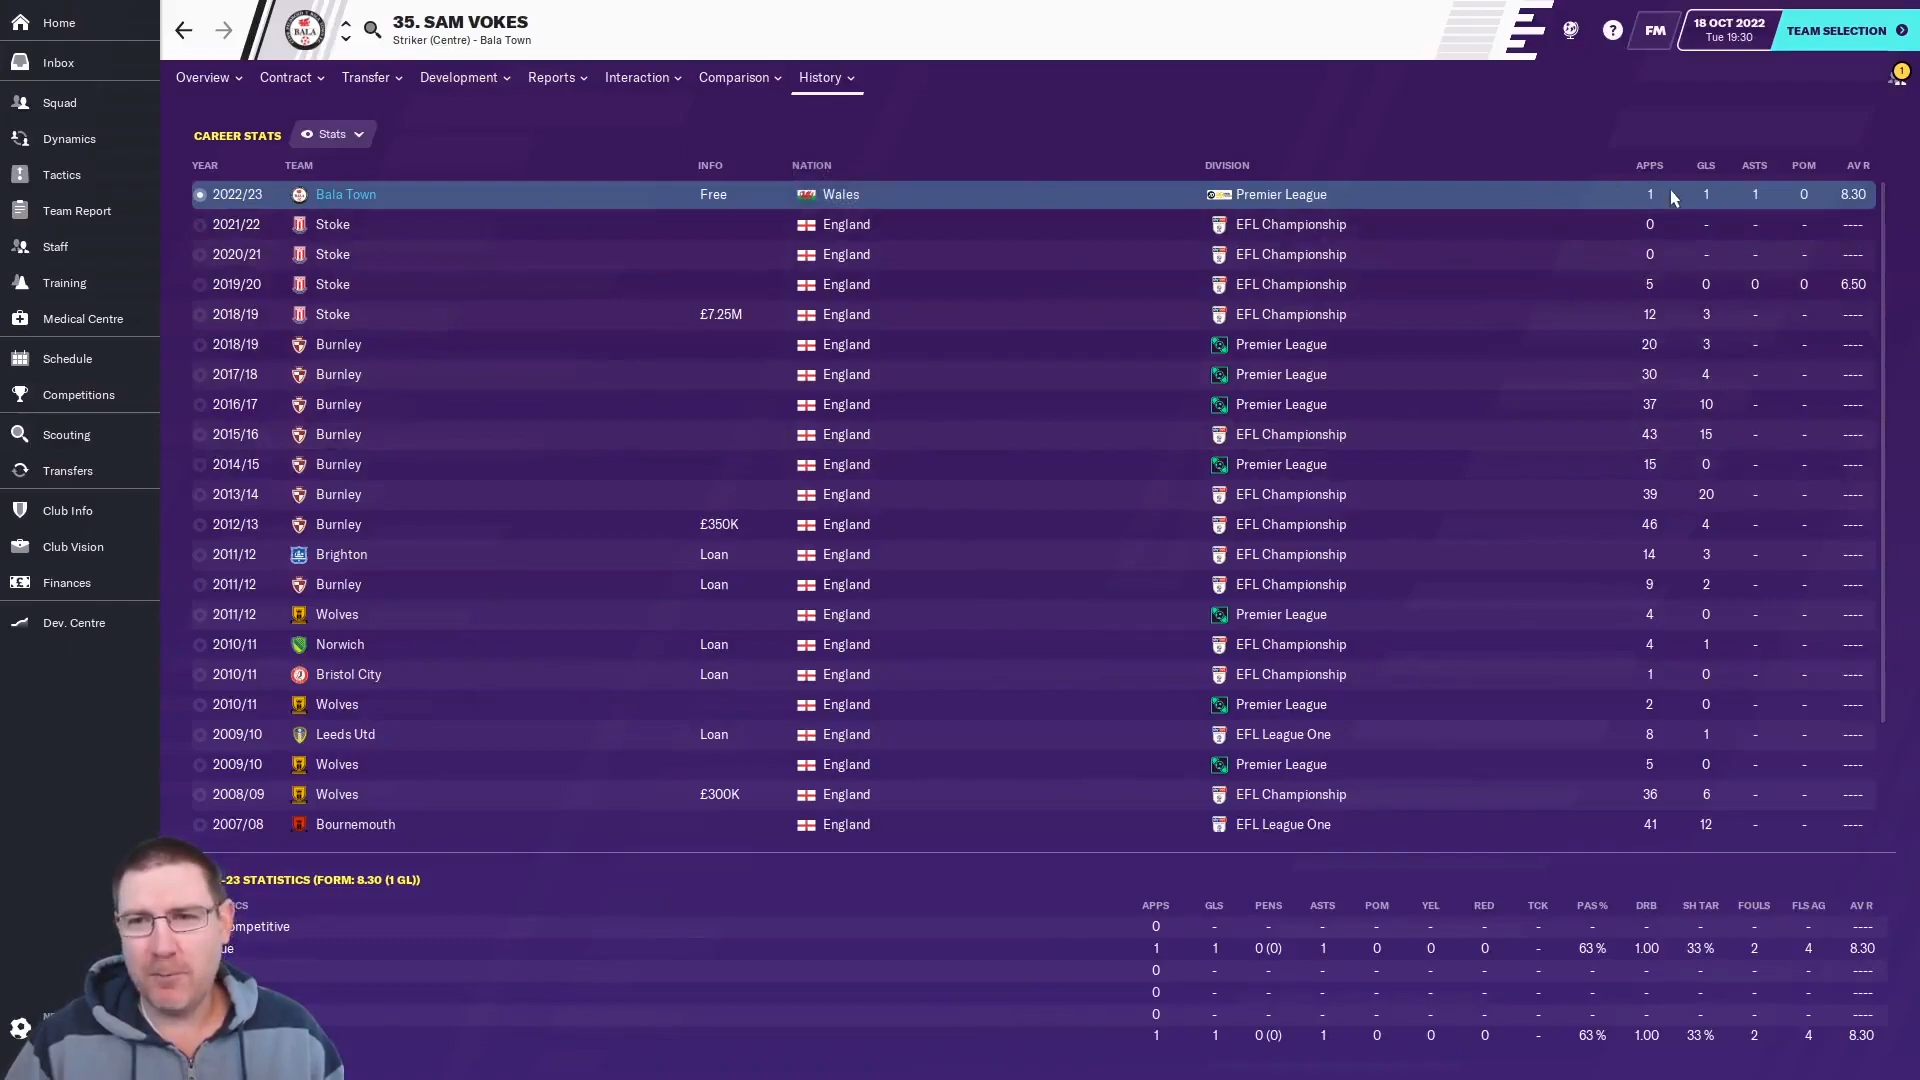 Home
Inbox
Squad
Dynamics
Tactics
Team Report
Staff
Training
Medical Centre
Schedule
Competitions
Scouting
Transfers
Club Info
Club Vision
Finances
Dev. Centre
BALA
35. SAM VOKES
Striker (Centre) - Bala Town
?
FM
18 OCT 2022
Tue 19:30
TEAM SELECTION
1
Overview Contract Transfer Development Reports Interaction Comparison History
CAREER STATS Stats
YEAR TEAM INFO NATION DIVISION APPS GLS ASTS POM AV R
2022/23 Bala Town Free Wales Premier League 1 1 1 0 8.30
2021/22 Stoke England EFL Championship 0 - - - ----
2020/21 Stoke England EFL Championship 0 - - - ----
2019/20 Stoke England EFL Championship 5 0 0 0 6.50
2018/19 Stoke £7.25M England EFL Championship 12 3 - - ----
2018/19 Burnley England Premier League 20 3 - - ----
2017/18 Burnley England Premier League 30 4 - - ----
2016/17 Burnley England Premier League 37 10 - - ----
2015/16 Burnley England EFL Championship 43 15 - - ----
2014/15 Burnley England Premier League 15 0 - - ----
2013/14 Burnley England EFL Championship 39 20 - - ----
2012/13 Burnley £350K England EFL Championship 46 4 - - ----
2011/12 Brighton Loan England EFL Championship 14 3 - - ----
2011/12 Burnley Loan England EFL Championship 9 2 - - ----
2011/12 Wolves England Premier League 4 0 - - ----
2010/11 Norwich Loan England EFL Championship 4 1 - - ----
2010/11 Bristol City Loan England EFL Championship 1 0 - - ----
2010/11 Wolves England Premier League 2 0 - - ----
2009/10 Leeds Utd Loan England EFL League One 8 1 - - ----
2009/10 Wolves England Premier League 5 0 - - ----
2008/09 Wolves £300K England EFL Championship 36 6 - - ----
2007/08 Bournemouth England EFL League One 41 12 - - ----
-23 STATISTICS (FORM: 8.30 (1 GL))
CS APPS GLS PENS ASTS POM YEL RED TCK PAS % DRB SH TAR FOULS FLS AG AV R
ompetitive 0 - - - - - - - - - - - - ----
ue 1 1 0 (0) 1 0 0 0 - 63 % 1.00 33 % 2 4 8.30
0 - - - - - - - - - - - - ----
0 - - - - - - - - - - - - ----
0 - - - - - - - - - - - - ----
1 1 0 (0) 1 0 0 0 - 63 % 1.00 33 % 2 4 8.30